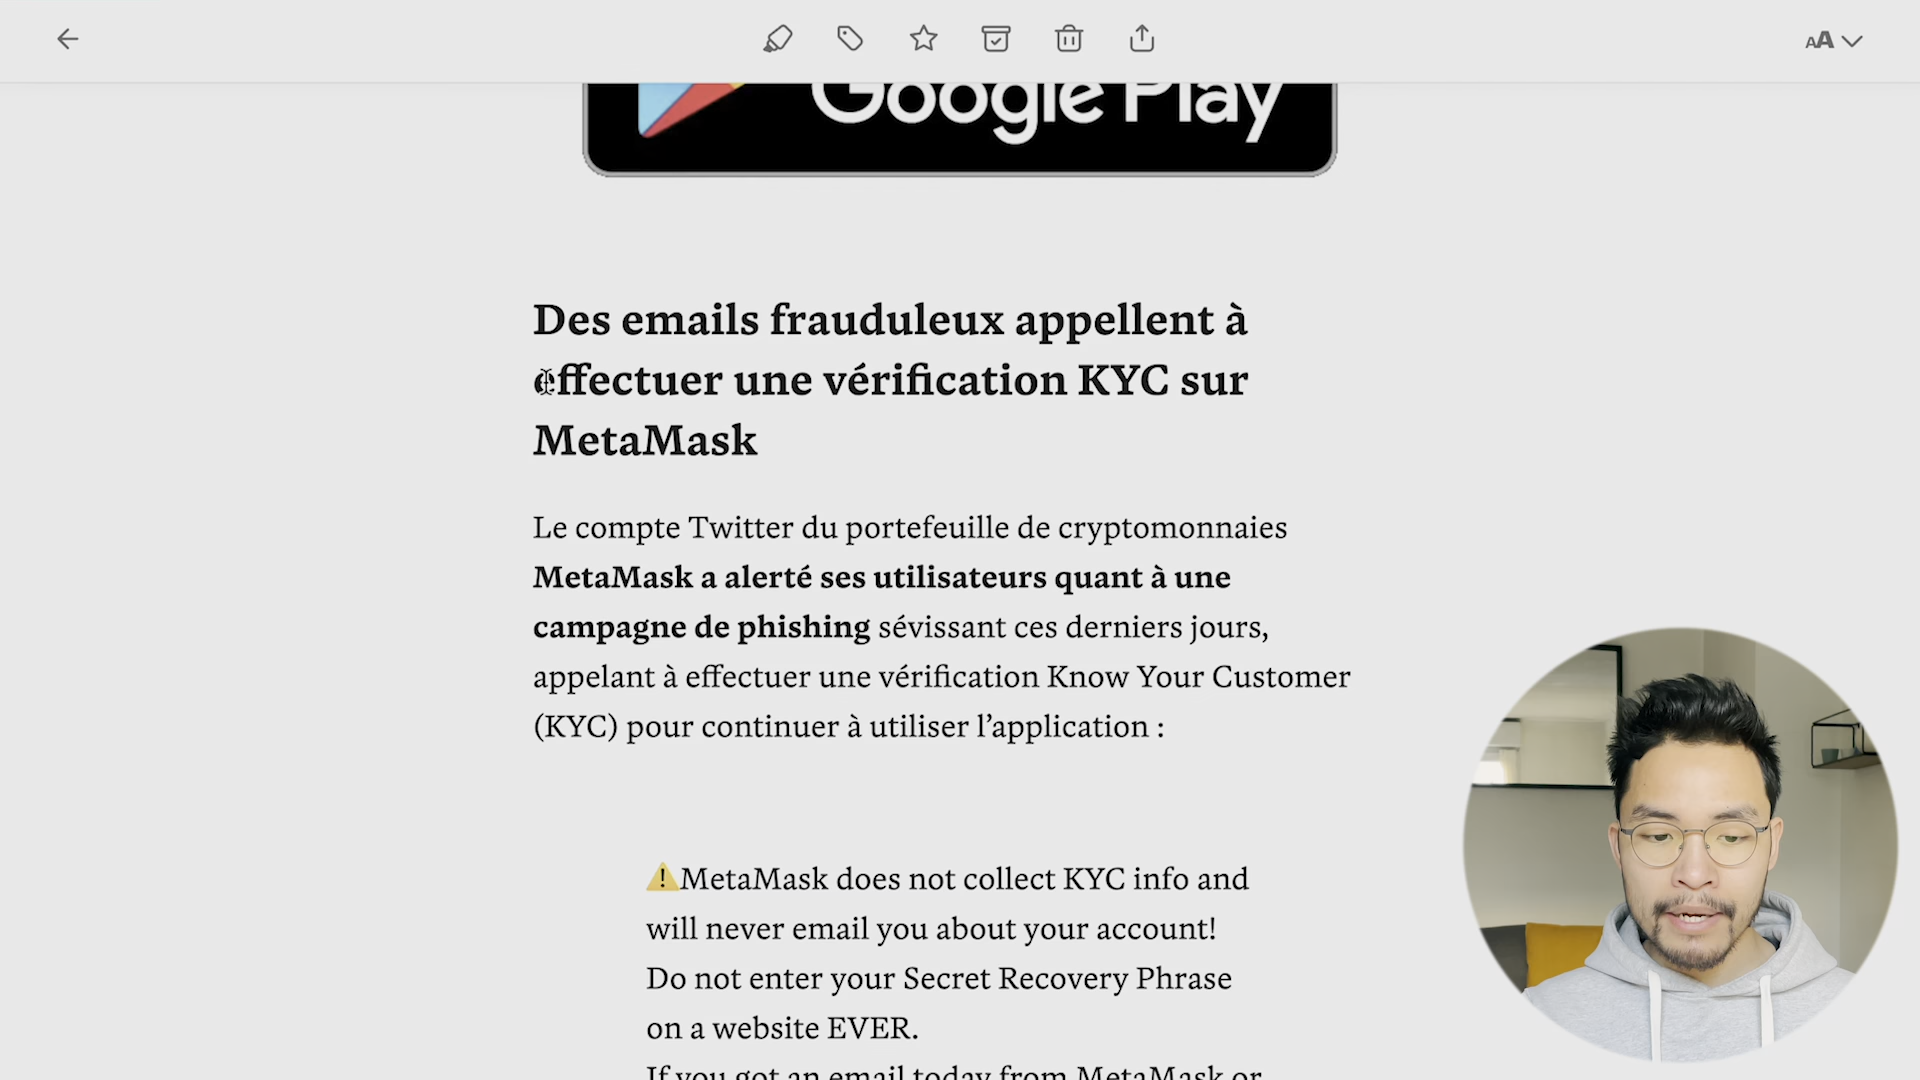 AA
Google Play
Des emails frauduleux appellent à
effectuer une vérification KYC sur
MetaMask
Le compte Twitter du portefeuille de cryptomonnaies
MetaMask a alerté ses utilisateurs quant à une
campagne de phishing sévissant ces derniers jours,
appelant à effectuer une vérification Know Your Customer
(KYC) pour continuer à utiliser l’application :
⚠️MetaMask does not collect KYC info and
will never email you about your account!
Do not enter your Secret Recovery Phrase
on a website EVER.
If you got an email today from MetaMask or